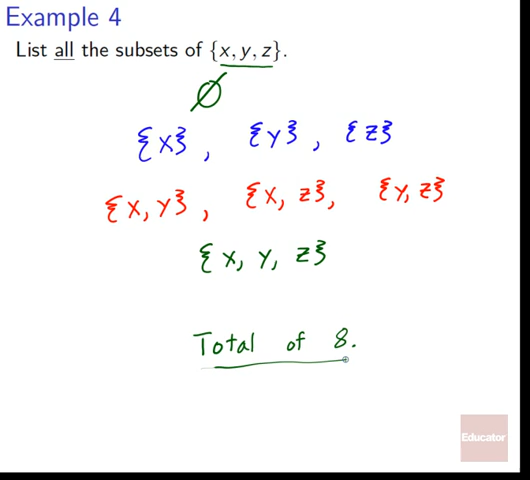 Example 4
List all the subsets of {x, y, z}.
∅
{x}, {y}, {z}
{x, y}, {x, z}, {y, z}
{x, y, z}
Total of 8.
Educator